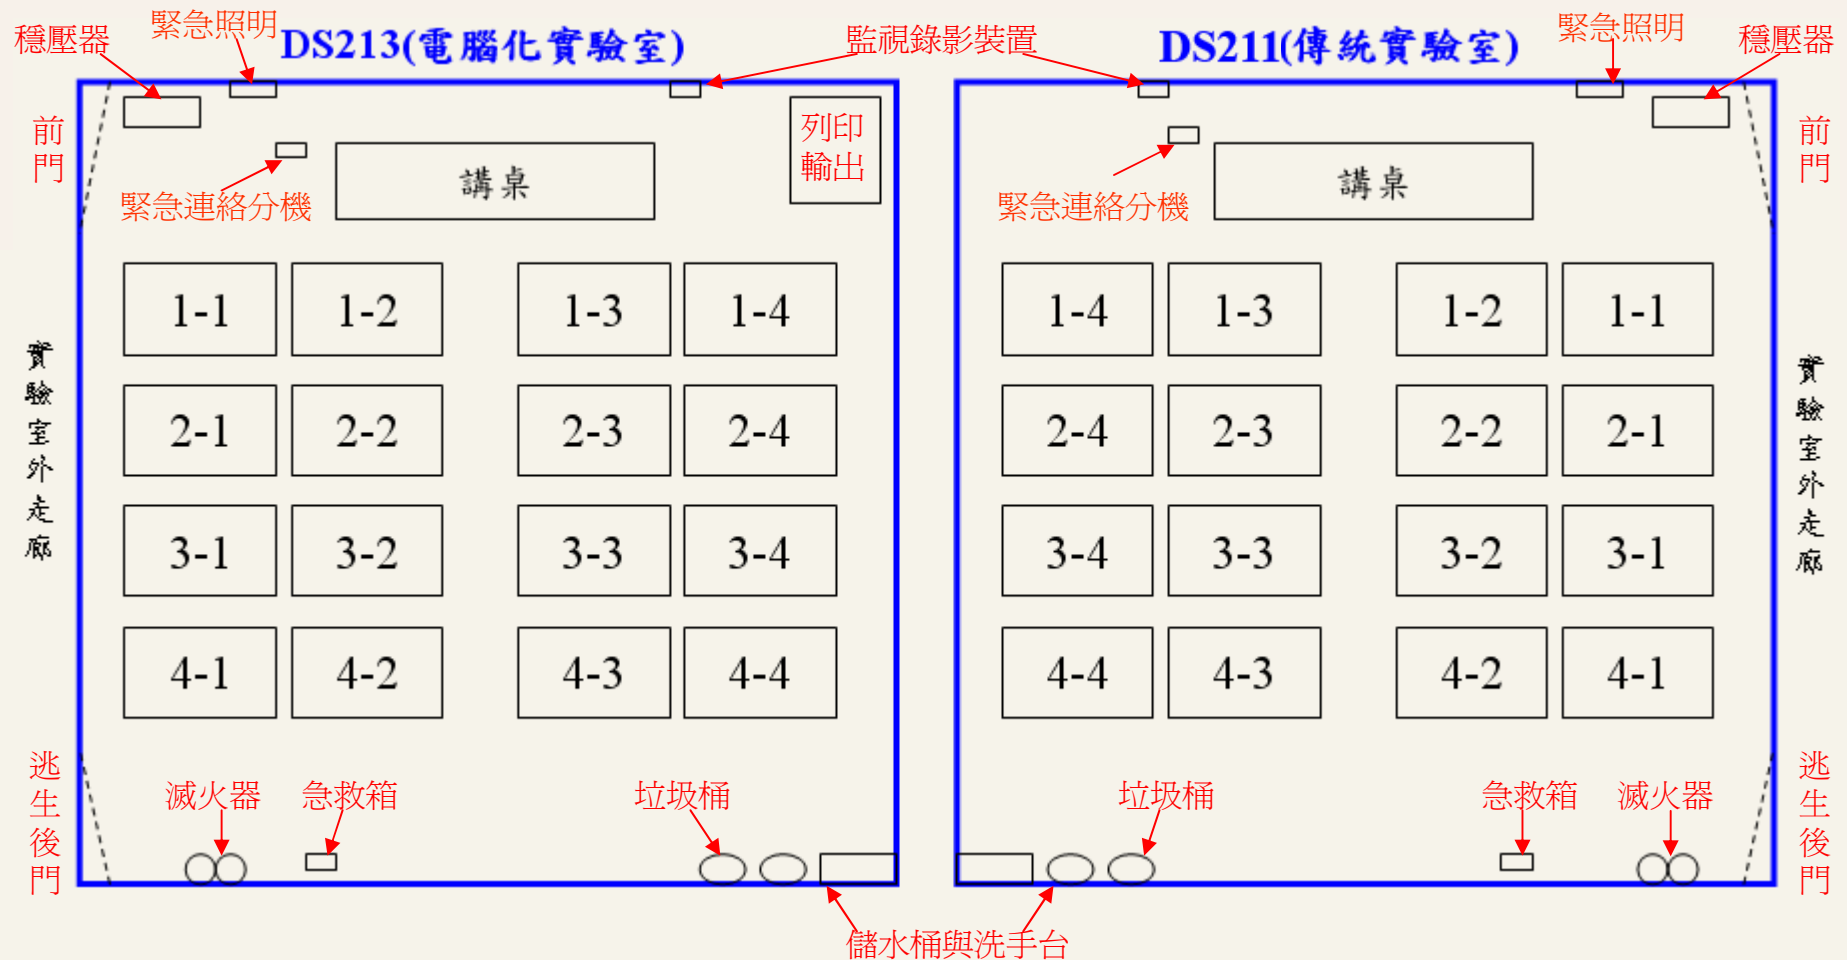 穩壓器
緊急照明
DS213(電腦化實驗室)
監視錄影裝置
DS211(傳統實驗室)
緊急照明
穩壓器
前門
列印
輸出
講桌
緊急連絡分機
緊急連絡分機
講桌
前門
1-1 1-2 1-3 1-4
1-4 1-3 1-2 1-1
實驗室外走廊
2-1 2-2 2-3 2-4
2-4 2-3 2-2 2-1
實驗室外走廊
3-1 3-2 3-3 3-4
3-4 3-3 3-2 3-1
4-1 4-2 4-3 4-4
4-4 4-3 4-2 4-1
逃生後門
滅火器
急救箱
垃圾桶
垃圾桶
急救箱
滅火器
逃生後門
儲水桶與洗手台